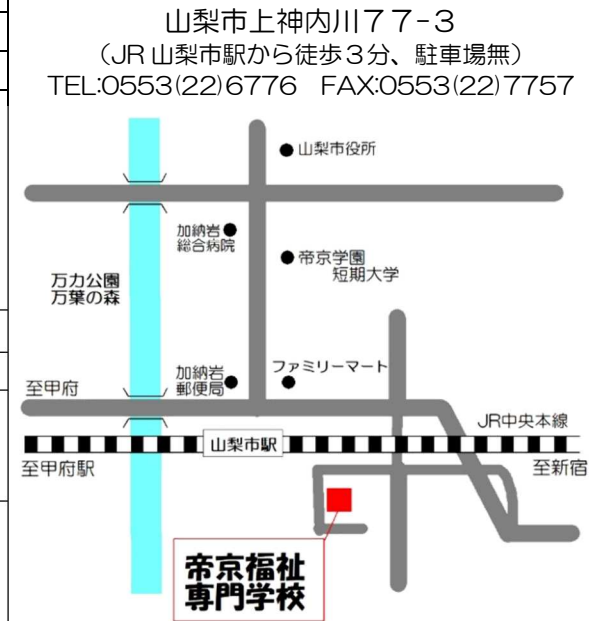 山梨市上神内川77-3
（JR 山梨市駅から徒歩３分、駐車場無）
TEL:0553(22)6776 FAX:0553(22)7757
山梨市役所
加納岩
総合病院
帝京学園
短期大学
万力公園
万葉の森
加納岩
郵便局
ファミリーマート
至甲府
JR中央本線
山梨市駅
至甲府駅
至新宿
帝京福祉
専門学校